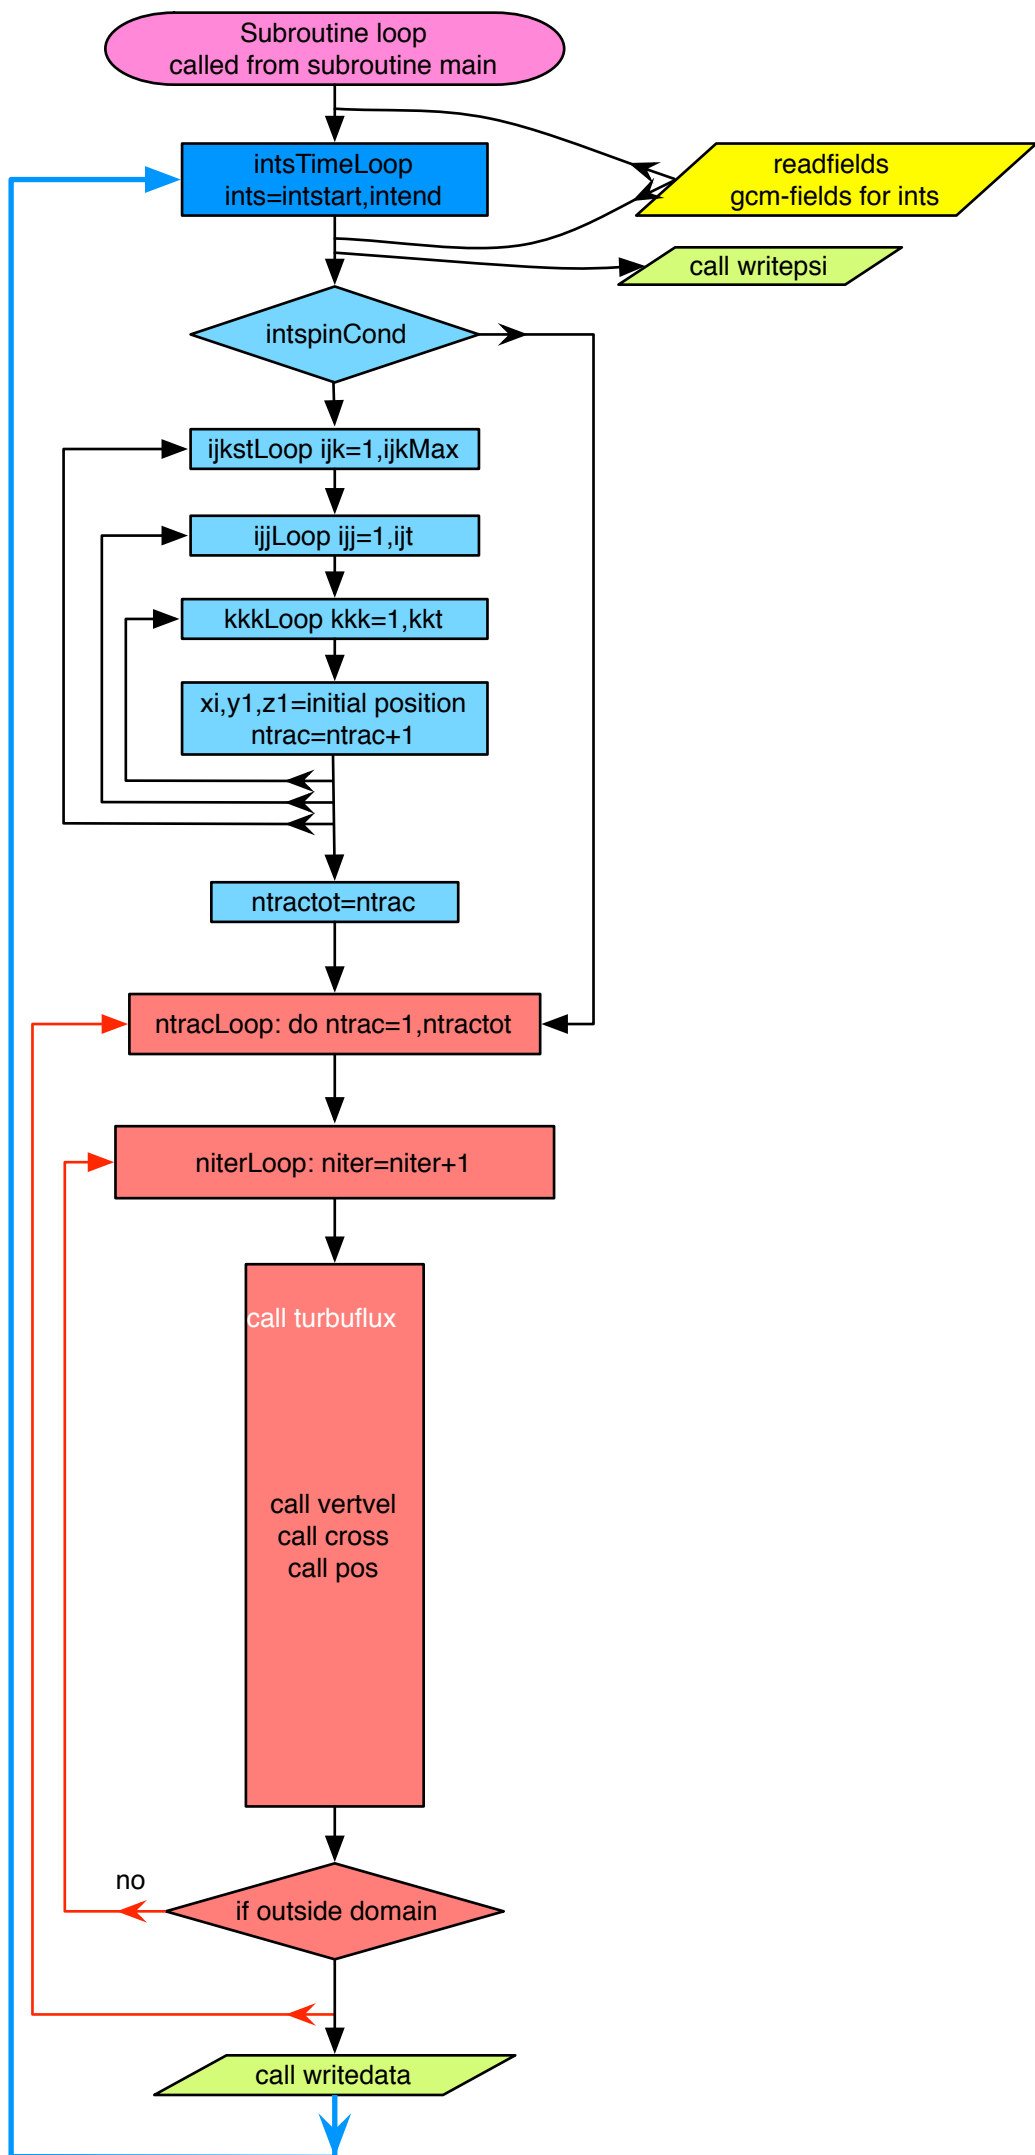 Subroutine loop
called from subroutine main
intsTimeLoop
ints=intstart,intend
readfields
gcm-fields for ints
call writepsi
intspinCond
ijkstLoop ijk=1,ijkMax
ijjLoop ijj=1,ijt
kkkLoop kkk=1,kkt
xi,y1,z1=initial position
ntrac=ntrac+1
ntractot=ntrac
ntracLoop: do ntrac=1,ntractot
niterLoop: niter=niter+1
call turbuflux
call vertvel
call cross
call pos
no
if outside domain
call writedata